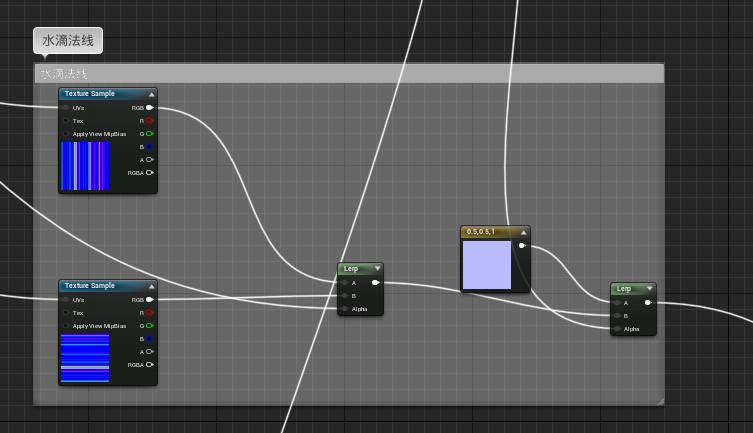 水滴法线
水滴法线
Texture Sample
UVs
RGB
Tex
R
Apply View MipBias
G
B
A
RGBA
0.5,0.5,1
Lerp
A
B
Alpha
Texture Sample
UVs
RGB
Tex
R
Apply View MipBias
G
B
A
RGBA
Lerp
A
B
Alpha